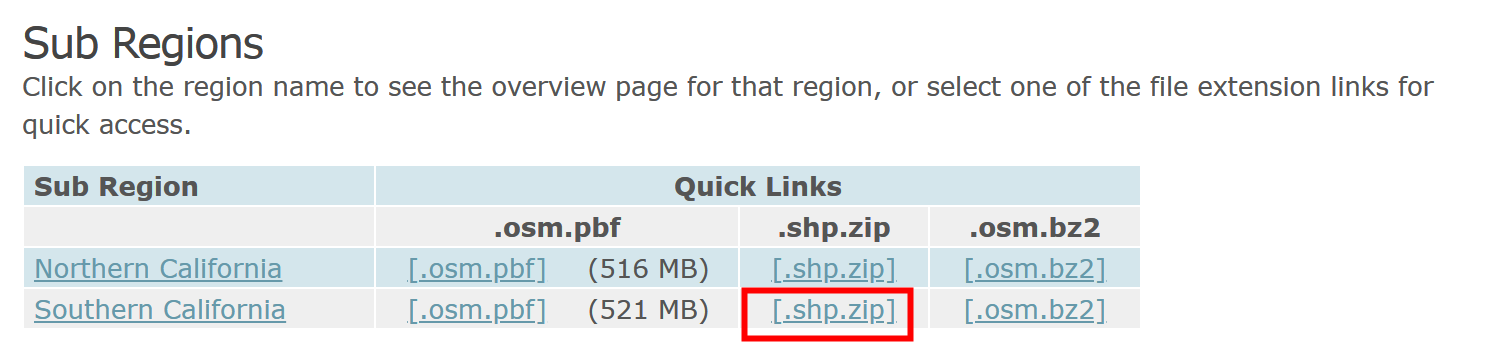 Sub Regions
Click on the region name to see the overview page for that region, or select one of the file extension links for
quick access.
Sub Region Quick Links
.osm.pbf .shp.zip .osm.bz2
Northern California [.osm.pbf] (516 MB) [.shp.zip] [.osm.bz2]
Southern California [.osm.pbf] (521 MB) [.shp.zip] [.osm.bz2]